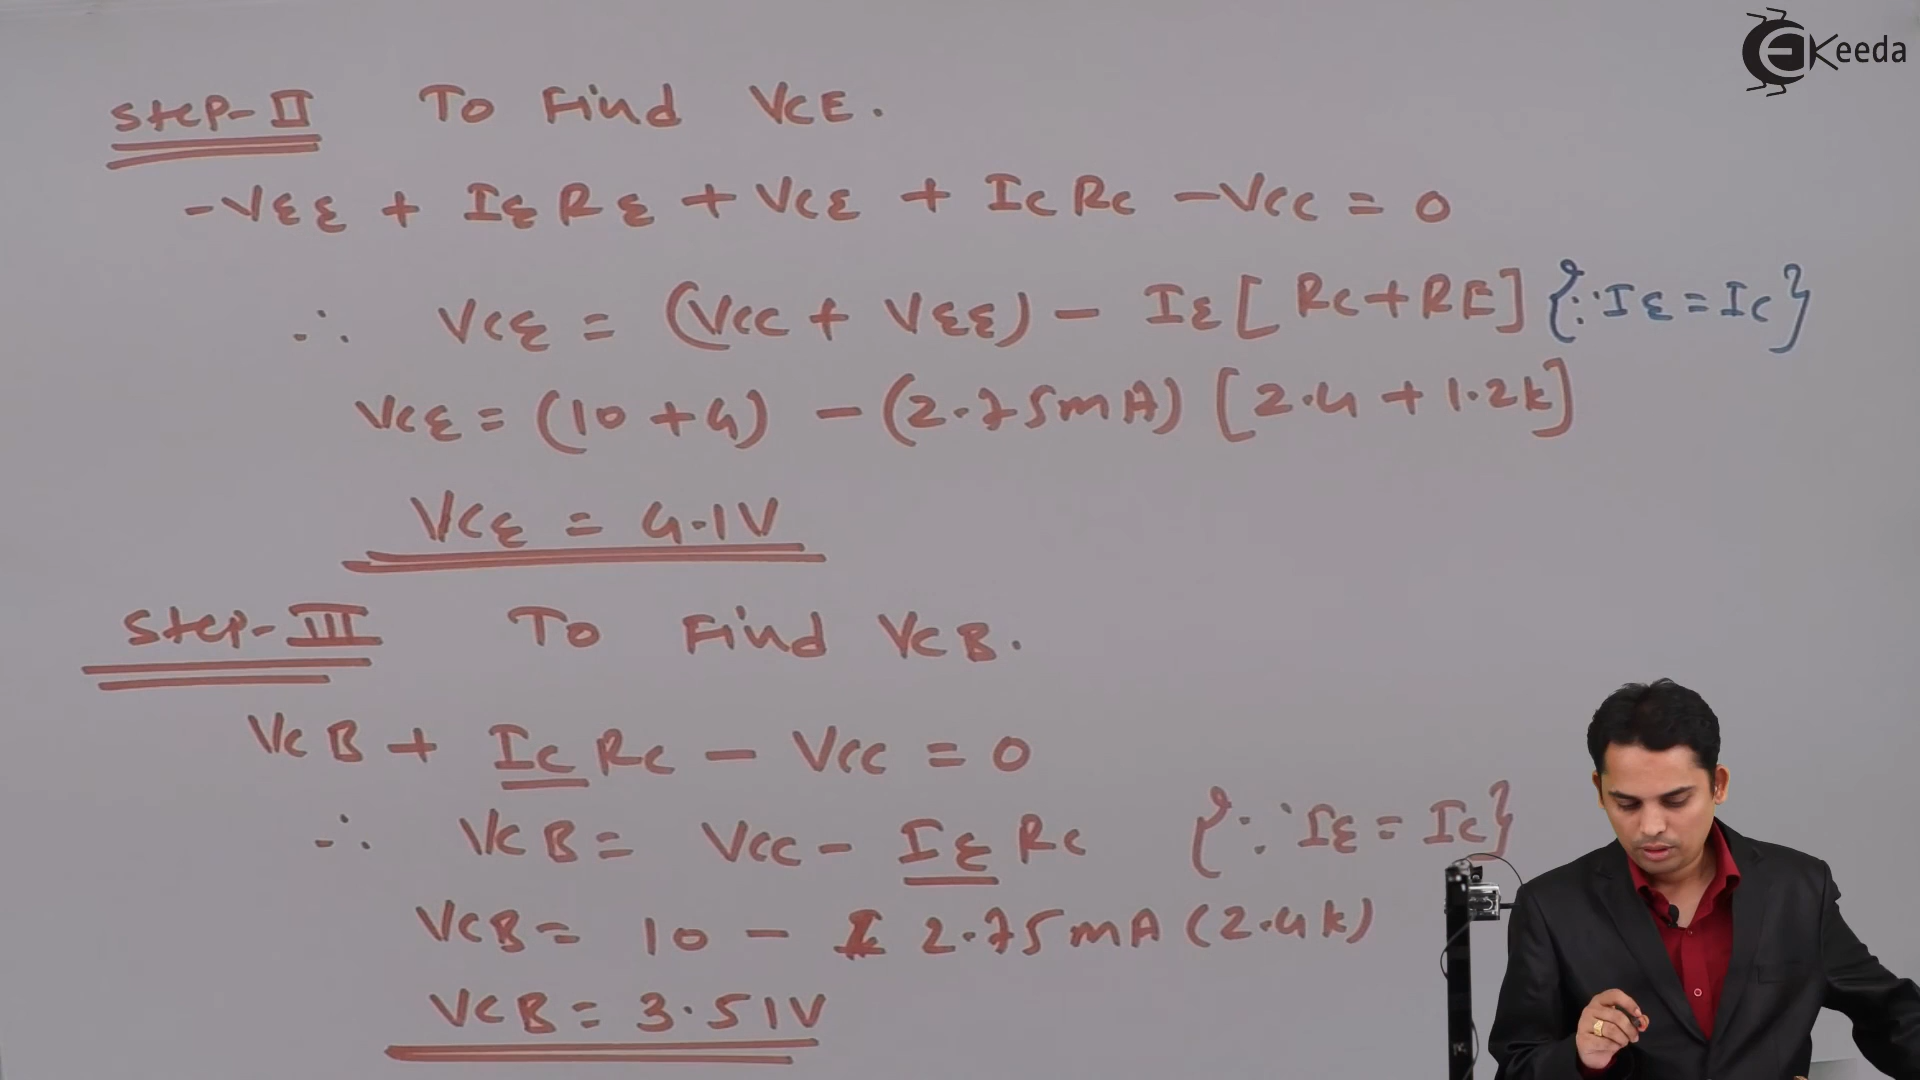 EKeeda
Step-II To Find VCE.
-VEE + IERE + VCE + ICRC - VCC = 0
∴ VCE = (VCC + VEE) - IE[RC+RE] {∵IE=IC}
VCE = (10+4) - (2.75mA) [2.4 + 1.2k]
VCE = 4.1V
Step-III To Find VCB.
VCB + ICRC - VCC = 0
∴ VCB = VCC - IERC {∵IE=IC}
VCB = 10 - 2.75mA (2.4k)
VCB = 3.51V